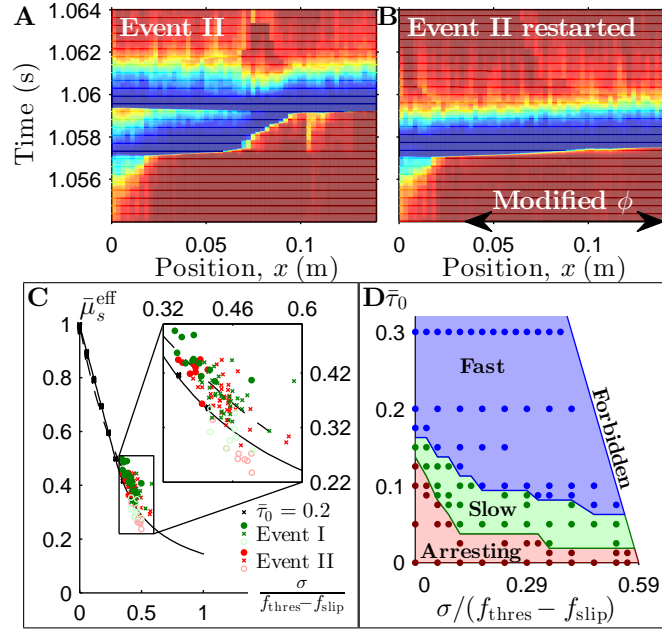 A
Event II
B
Event II restarted
1.064
1.062
1.06
1.058
1.056
Time (s)
Modified ϕ
0
0.05
0.1
0
0.05
0.1
Position, x (m)
Position, x (m)
C
μ̄ₛᵉᶠᶠ
0.32
0.46
0.6
1
0.8
0.6
0.4
0.2
0
0.42
0.32
0.22
τ̄₀ = 0.2
Event I
Event II
σ
f_thres−f_slip
0
0.5
1
D
τ̄₀
0.3
0.2
0.1
0
Fast
Slow
Arresting
Forbidden
0
0.29
0.59
σ/(f_thres − f_slip)